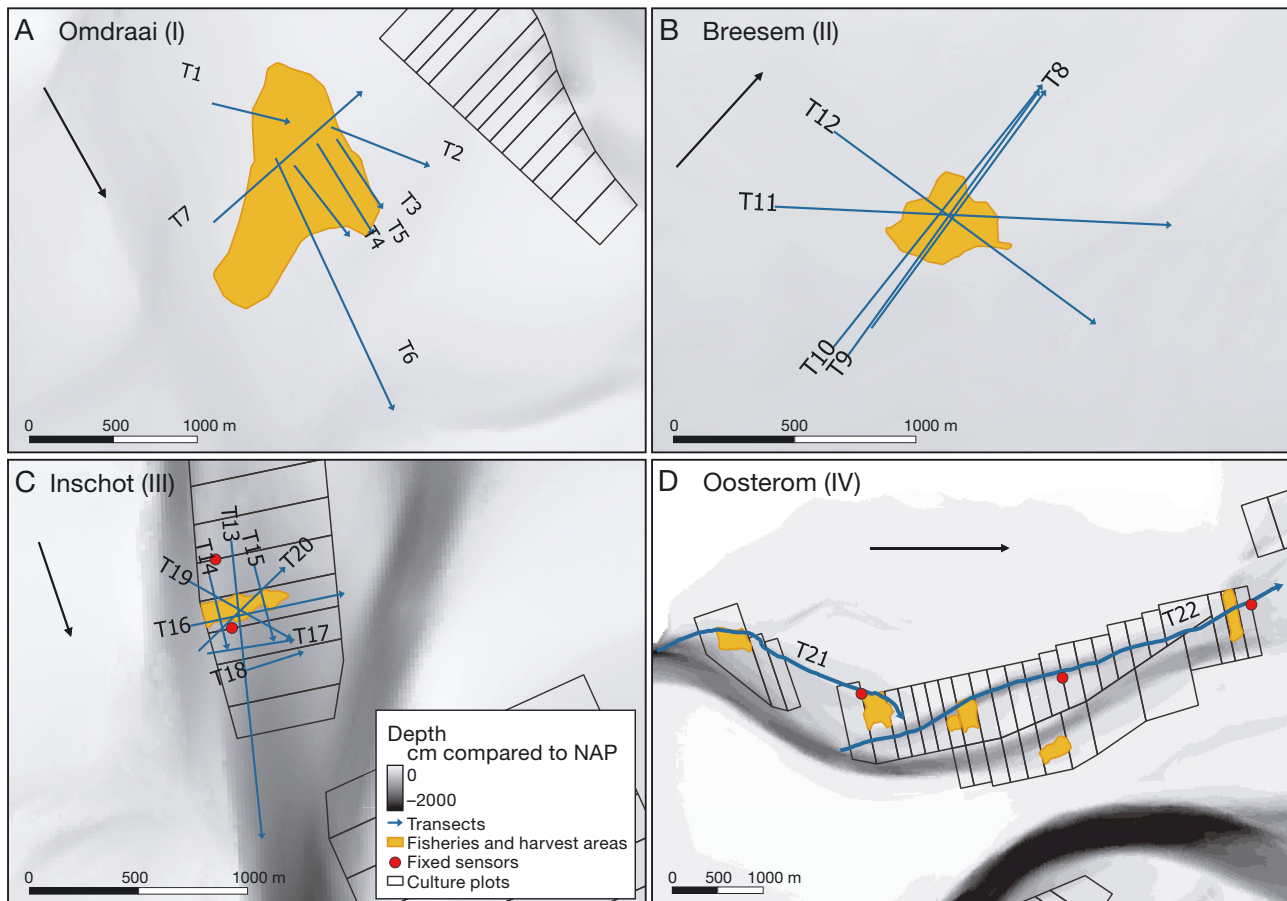 A Omdraai (I)
T1
T2
T3
T5
T4
T7
T6
0 500 1000 m
B Breesem (II)
T8
T12
T11
T10
T9
0 500 1000 m
C Inschot (III)
T13
T15
T14
T20
T19
T16
T17
T18
0 500 1000 m
Depth
cm compared to NAP
0
–2000
Transects
Fisheries and harvest areas
Fixed sensors
Culture plots
D Oosterom (IV)
T21
T22
0 500 1000 m